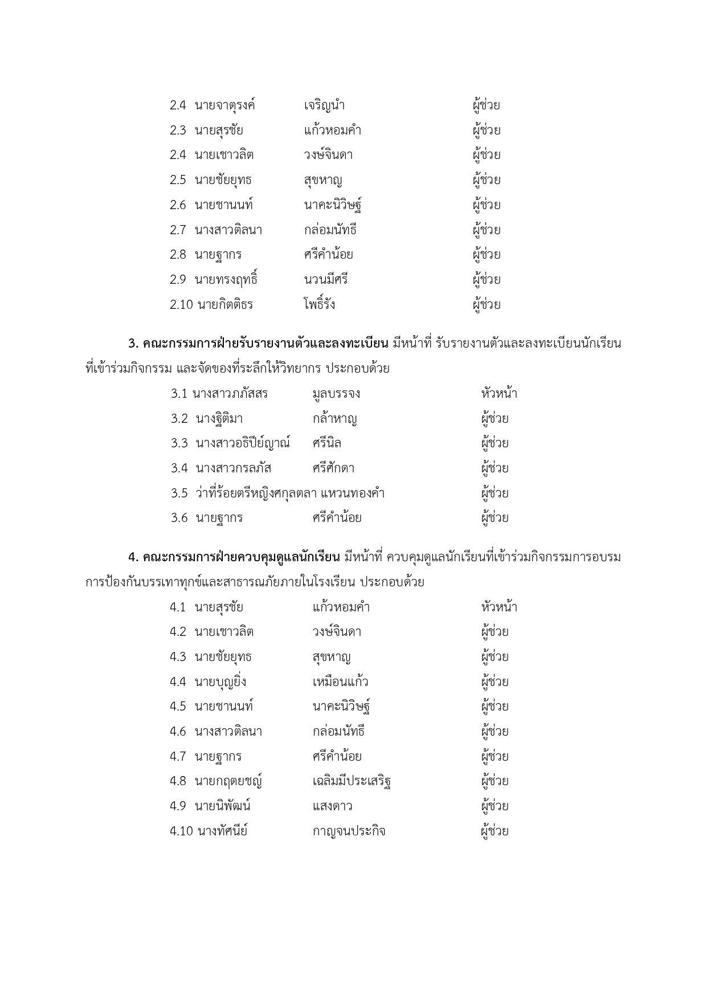 2.4 นายจาตุรงค์ เจริญนำ ผู้ช่วย
2.3 นายสุรชัย แก้วหอมคำ ผู้ช่วย
2.4 นายเชาวลิต วงษ์จินดา ผู้ช่วย
2.5 นายชัยยุทธ สุขหาญ ผู้ช่วย
2.6 นายชานนท์ นาคะนิวิษฐ์ ผู้ช่วย
2.7 นางสาวติลนา กล่อมนัทธี ผู้ช่วย
2.8 นายฐากร ศรีคำน้อย ผู้ช่วย
2.9 นายทรงฤทธิ์ นวนมีศรี ผู้ช่วย
2.10 นายกิตติธร โพธิ์รัง ผู้ช่วย
3. คณะกรรมการฝ่ายรับรายงานตัวและลงทะเบียน มีหน้าที่ รับรายงานตัวและลงทะเบียนนักเรียน
ที่เข้าร่วมกิจกรรม และจัดของที่ระลึกให้วิทยากร ประกอบด้วย
3.1 นางสาวภภัสสร มูลบรรจง หัวหน้า
3.2 นางฐิติมา กล้าหาญ ผู้ช่วย
3.3 นางสาวอธิปีย์ญาณ์ ศรีนิล ผู้ช่วย
3.4 นางสาวกรลภัส ศรีศักดา ผู้ช่วย
3.5 ว่าที่ร้อยตรีหญิงศกุลตลา แหวนทองคำ ผู้ช่วย
3.6 นายฐากร ศรีคำน้อย ผู้ช่วย
4. คณะกรรมการฝ่ายควบคุมดูแลนักเรียน มีหน้าที่ ควบคุมดูแลนักเรียนที่เข้าร่วมกิจกรรมการอบรม
การป้องกันบรรเทาทุกข์และสาธารณภัยภายในโรงเรียน ประกอบด้วย
4.1 นายสุรชัย แก้วหอมคำ หัวหน้า
4.2 นายเชาวลิต วงษ์จินดา ผู้ช่วย
4.3 นายชัยยุทธ สุขหาญ ผู้ช่วย
4.4 นายบุญยิ่ง เหมือนแก้ว ผู้ช่วย
4.5 นายชานนท์ นาคะนิวิษฐ์ ผู้ช่วย
4.6 นางสาวติลนา กล่อมนัทธี ผู้ช่วย
4.7 นายฐากร ศรีคำน้อย ผู้ช่วย
4.8 นายกฤตยชญ์ เฉลิมมีประเสริฐ ผู้ช่วย
4.9 นายนิพัฒน์ แสงดาว ผู้ช่วย
4.10 นางทัศนีย์ กาญจนประกิจ ผู้ช่วย